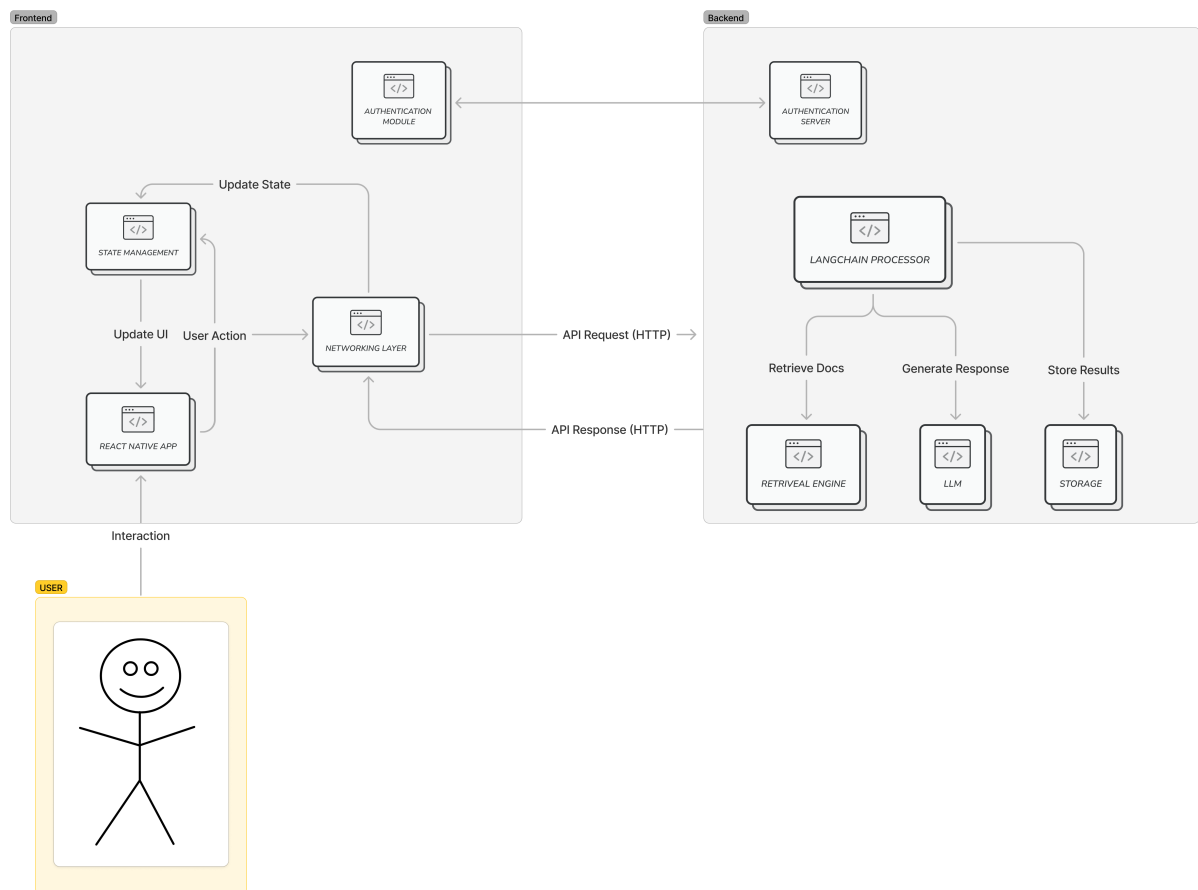 Frontend
Backend
</>
AUTHENTICATION
MODULE
</>
AUTHENTICATION
SERVER
Update State
</>
STATE MANAGEMENT
</>
LANGCHAIN PROCESSOR
Update UI
User Action
</>
NETWORKING LAYER
API Request (HTTP)
Retrieve Docs
Generate Response
Store Results
</>
REACT NATIVE APP
API Response (HTTP)
</>
RETRIVEAL ENGINE
</>
LLM
</>
STORAGE
Interaction
USER